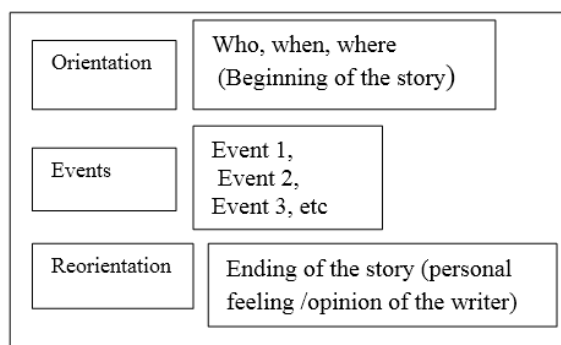 Orientation
Who, when, where
(Beginning of the story)
Events
Event 1,
Event 2,
Event 3, etc
Reorientation
Ending of the story (personal
feeling /opinion of the writer)